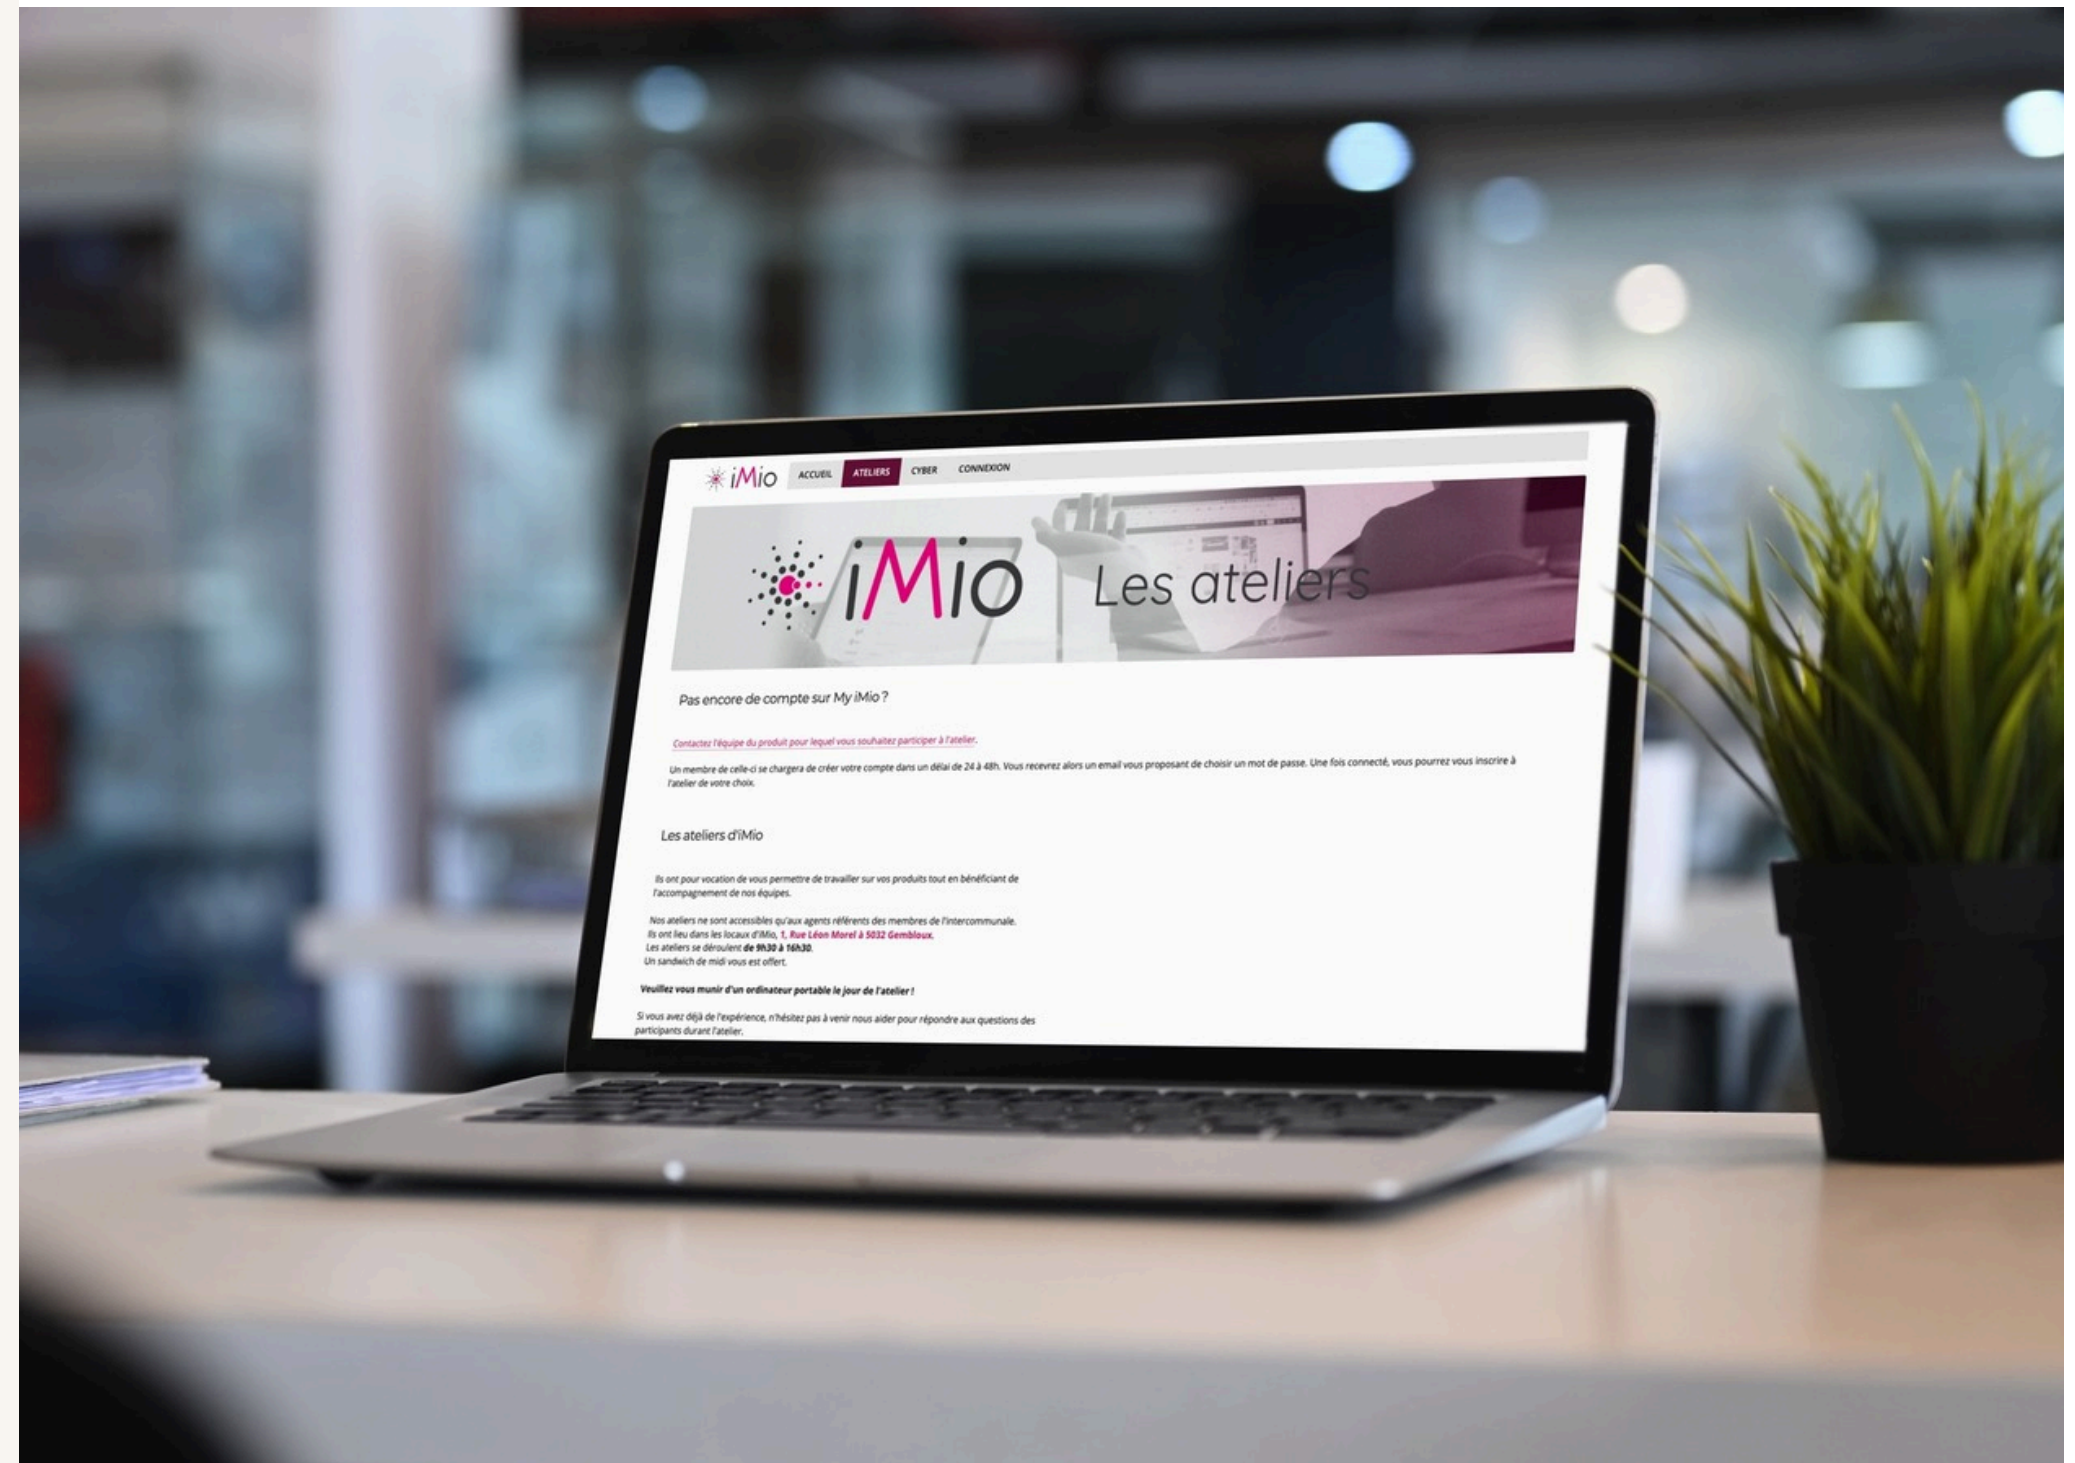 iMio ACCUEIL ATELIERS CYBER CONNEXION
iMio Les ateliers
Pas encore de compte sur My iMio ?
Contactez l'équipe du produit pour lequel vous souhaitez participer à l'atelier.
Un membre de celle-ci se chargera de créer votre compte dans un délai de 24 à 48h. Vous recevrez alors un email vous proposant de choisir un mot de passe. Une fois connecté, vous pourrez vous inscrire à
l'atelier de votre choix.
Les ateliers d'iMio
Ils ont pour vocation de vous permettre de travailler sur vos produits tout en bénéficiant de
l'accompagnement de nos équipes.
Nos ateliers ne sont accessibles qu'aux agents référents des membres de l'intercommunale.
Ils ont lieu dans les locaux d'iMio, 1, Rue Léon Morel à 5032 Gembloux.
Les ateliers se déroulent de 9h30 à 16h30.
Un sandwich de midi vous est offert.
Veuillez vous munir d'un ordinateur portable le jour de l'atelier !
Si vous avez déjà de l'expérience, n'hésitez pas à venir nous aider pour répondre aux questions des
participants durant l'atelier.